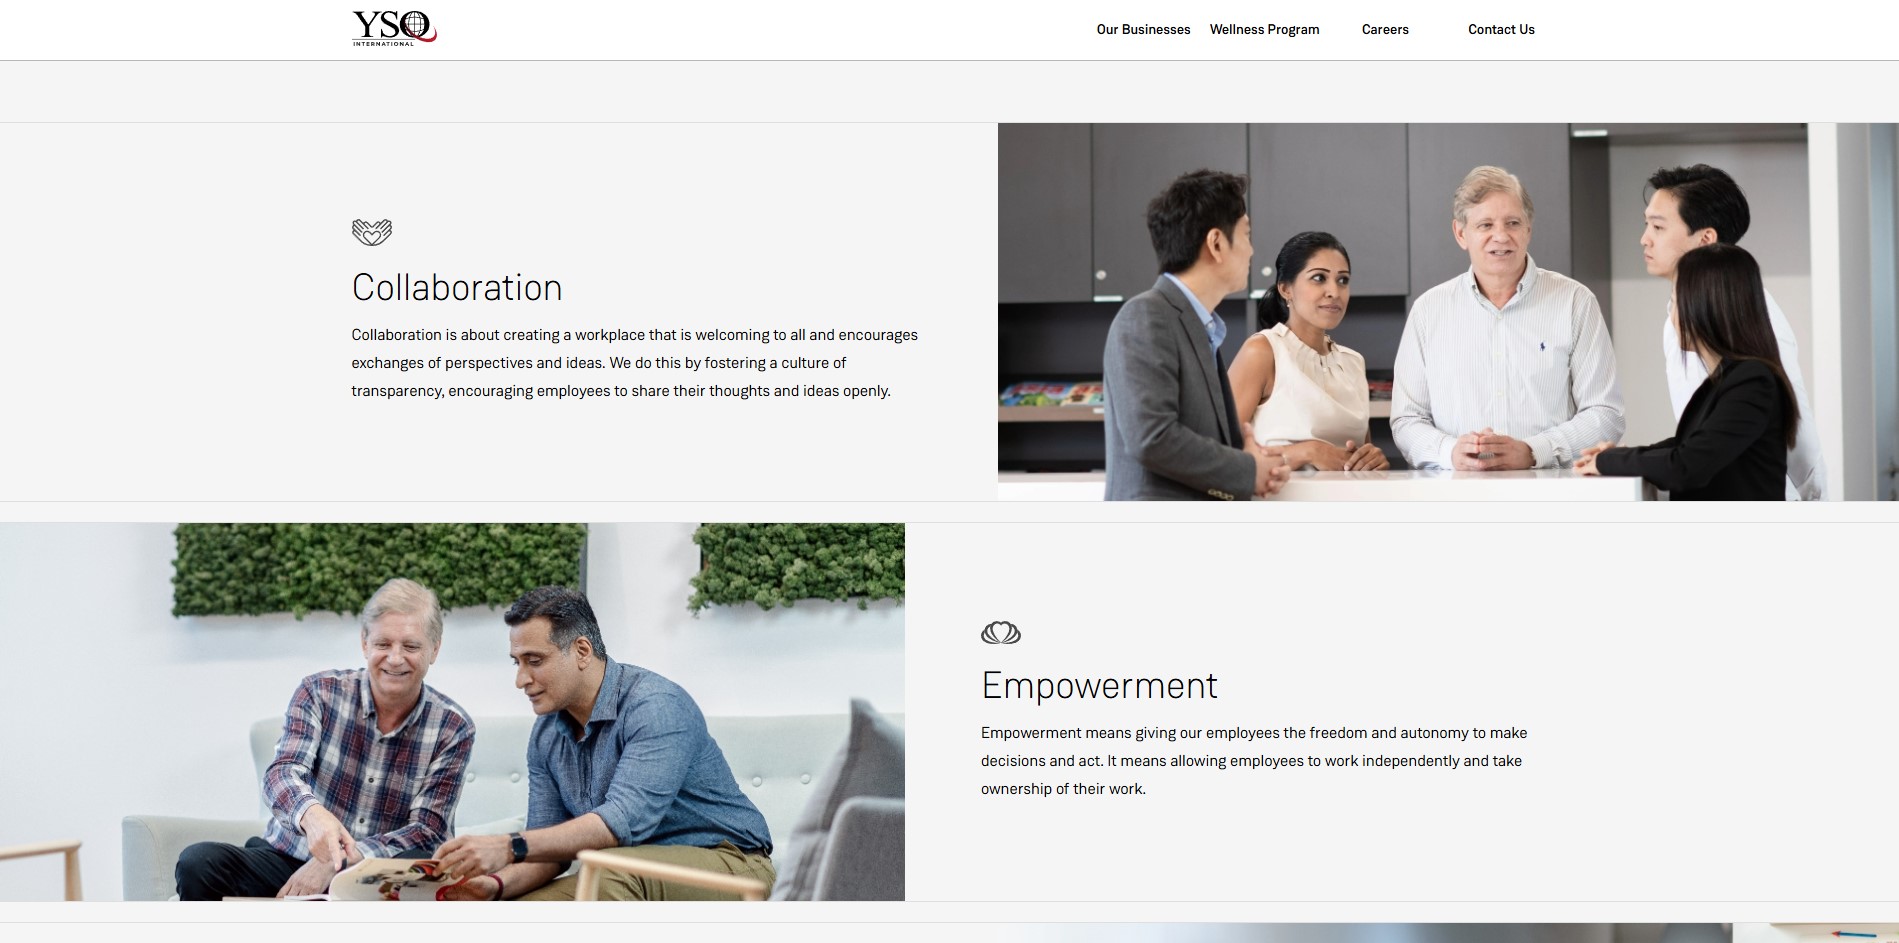 YSQ
INTERNATIONAL
Our Businesses
Wellness Program
Careers
Contact Us
Collaboration
Collaboration is about creating a workplace that is welcoming to all and encourages
exchanges of perspectives and ideas. We do this by fostering a culture of
transparency, encouraging employees to share their thoughts and ideas openly.
Empowerment
Empowerment means giving our employees the freedom and autonomy to make
decisions and act. It means allowing employees to work independently and take
ownership of their work.